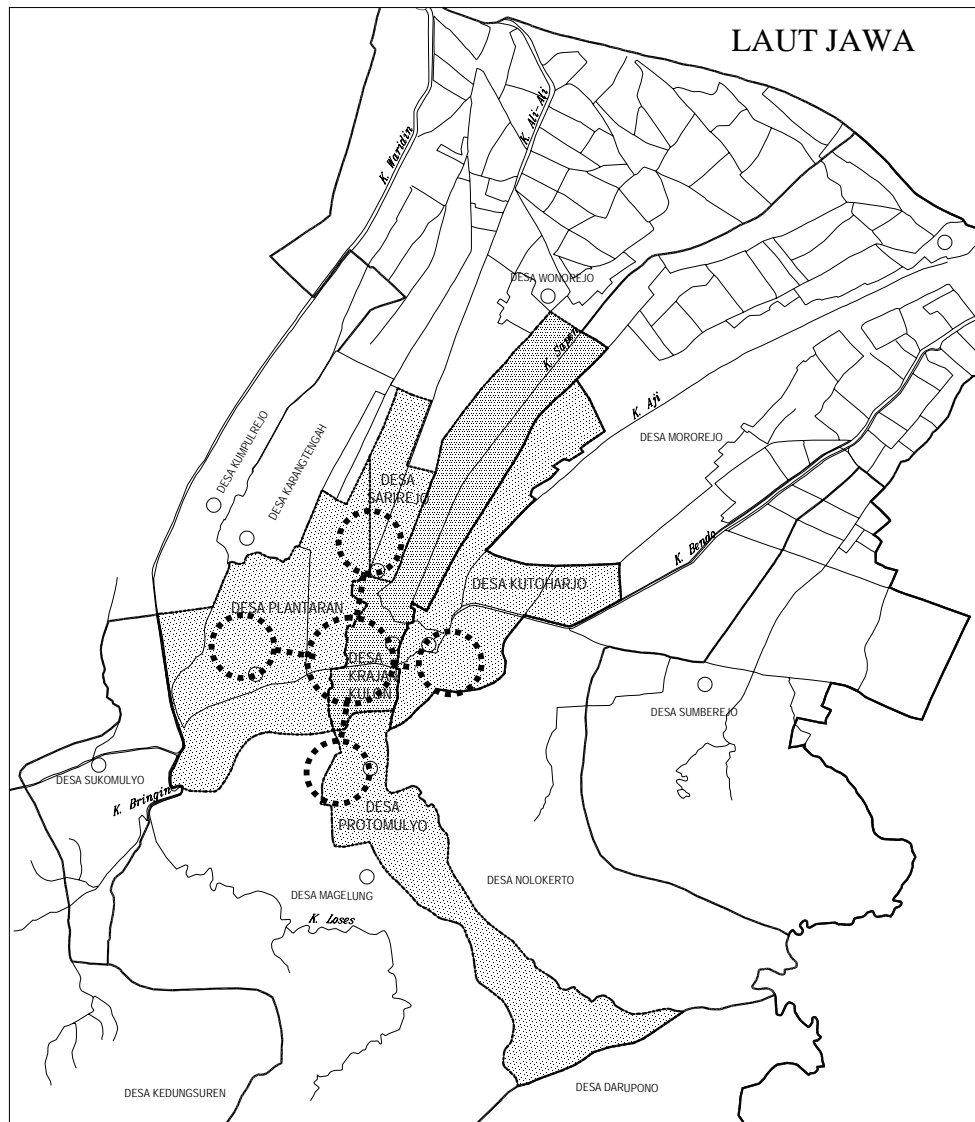 LAUT JAWA
K. Waridin
K. Ali-Ali
DESA WONOREJO
K. Sapen
K. Aji
DESA MOROREJO
DESA KUMPULREJO
DESA KARANGTENGAH
DESA
SARIREJO
K. Bendo
DESA KUTOHARJO
DESA PLANTARAN
DESA
KRAJAN
KULON
DESA SUMBEREJO
DESA SUKOMULYO
K. Bringin
DESA
PROTOMULYO
DESA NOLOKERTO
DESA MAGELUNG
K. Loses
DESA KEDUNGSUREN
DESA DARUPONO